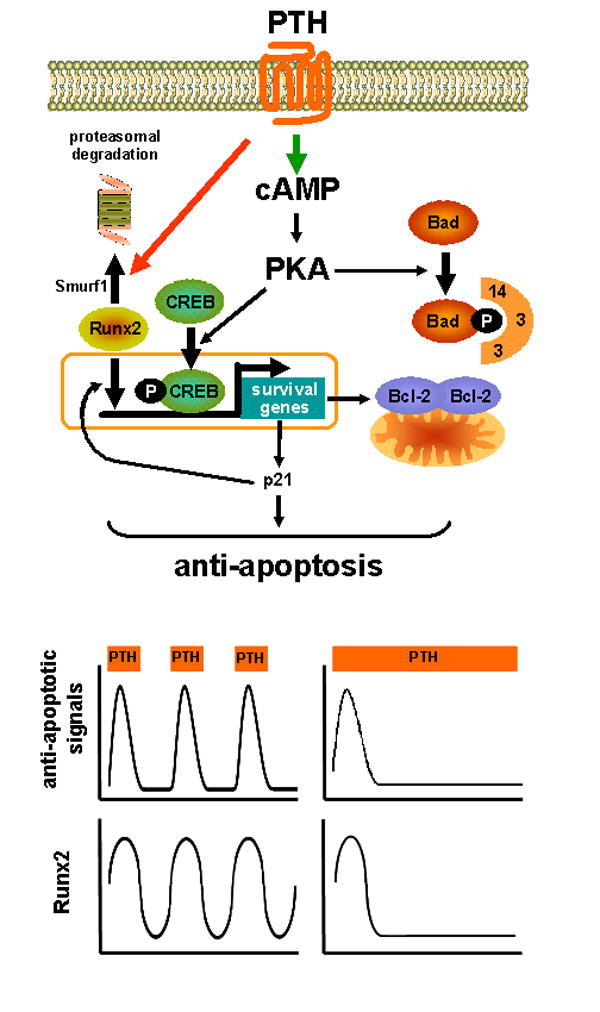 PTH
proteasomal
degradation
cAMP
Bad
PKA
Smurf1
CREB
14
Runx2
Bad
P
3
3
P
CREB
survival
genes
Bcl-2
Bcl-2
p21
anti-apoptosis
PTH
PTH
PTH
PTH
anti-apoptotic
signals
Runx2